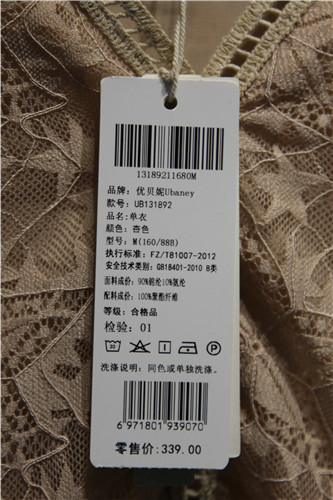 13189211680M
品牌: 优贝妮Ubaney
款号: UB131892
品名: 单衣
颜色: 杏色
型号: M(160/88B)
执行标准: FZ/T81007-2012
安全技术类别: GB18401-2010 B类
面料成份: 90%锦纶10%氨纶
配料成份: 100%聚酯纤维
等级: 合格品
检验: 01
洗涤说明: 同色或单独洗涤。
6 971801 939070
零售价:339.00